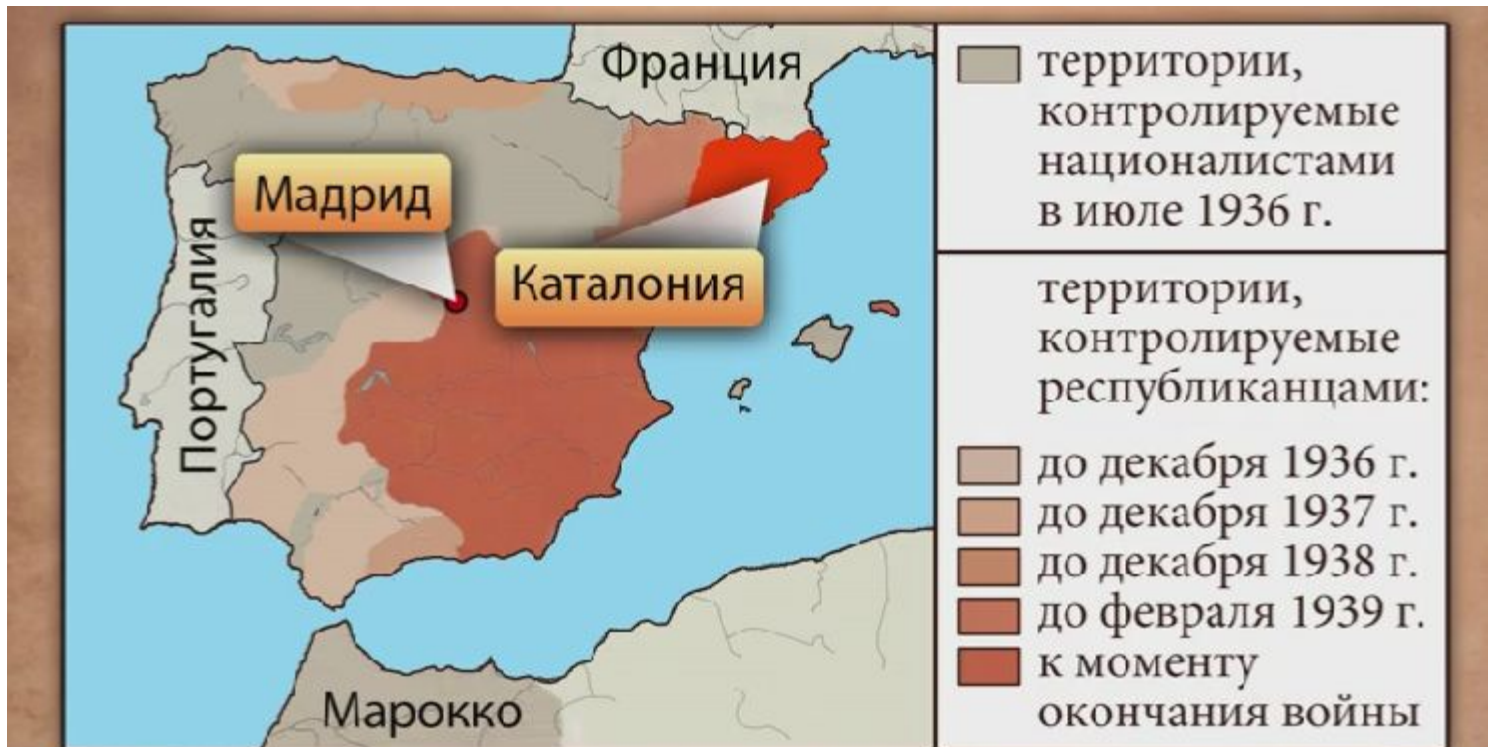 Франция
Мадрид
Каталония
Португалия
Марокко
территории,
контролируемые
националистами
в июле 1936 г.
территории,
контролируемые
республиканцами:
до декабря 1936 г.
до декабря 1937 г.
до декабря 1938 г.
до февраля 1939 г.
к моменту
окончания войны